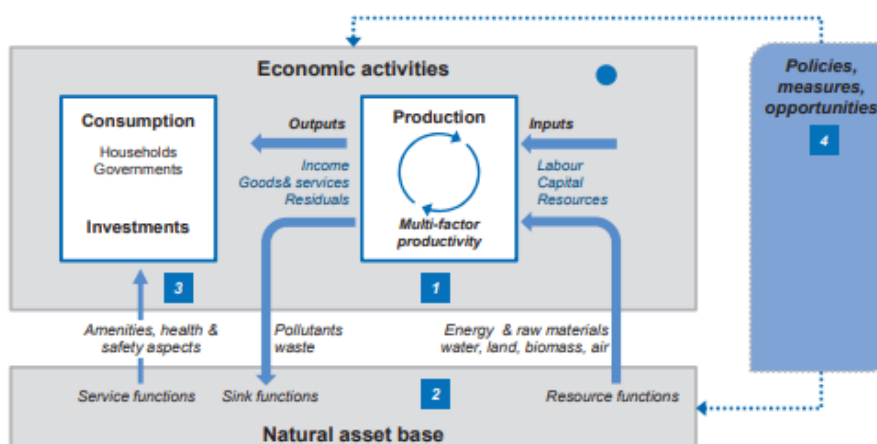 Economic activities
Consumption
Households
Governments
Investments
3
Outputs
Income
Goods& services
Residuals
Production
Multi-factor
productivity
1
Inputs
Labour
Capital
Resources
Policies,
measures,
opportunities
4
Amenities, health &
safety aspects
Pollutants
waste
Energy & raw materials
water, land, biomass, air
Service functions
Sink functions
2
Resource functions
Natural asset base